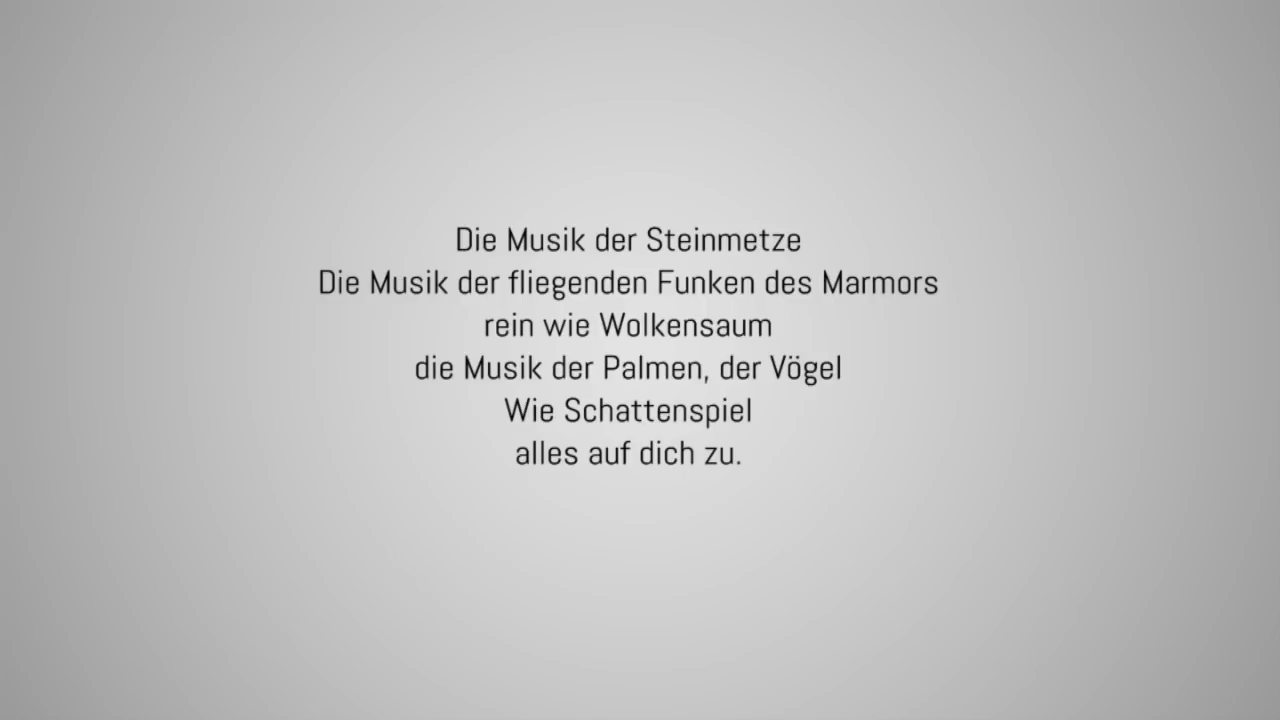 Die Musik der Steinmetze
Die Musik der fliegenden Funken des Marmors
rein wie Wolkensaum
die Musik der Palmen, der Vögel
Wie Schattenspiel
alles auf dich zu.